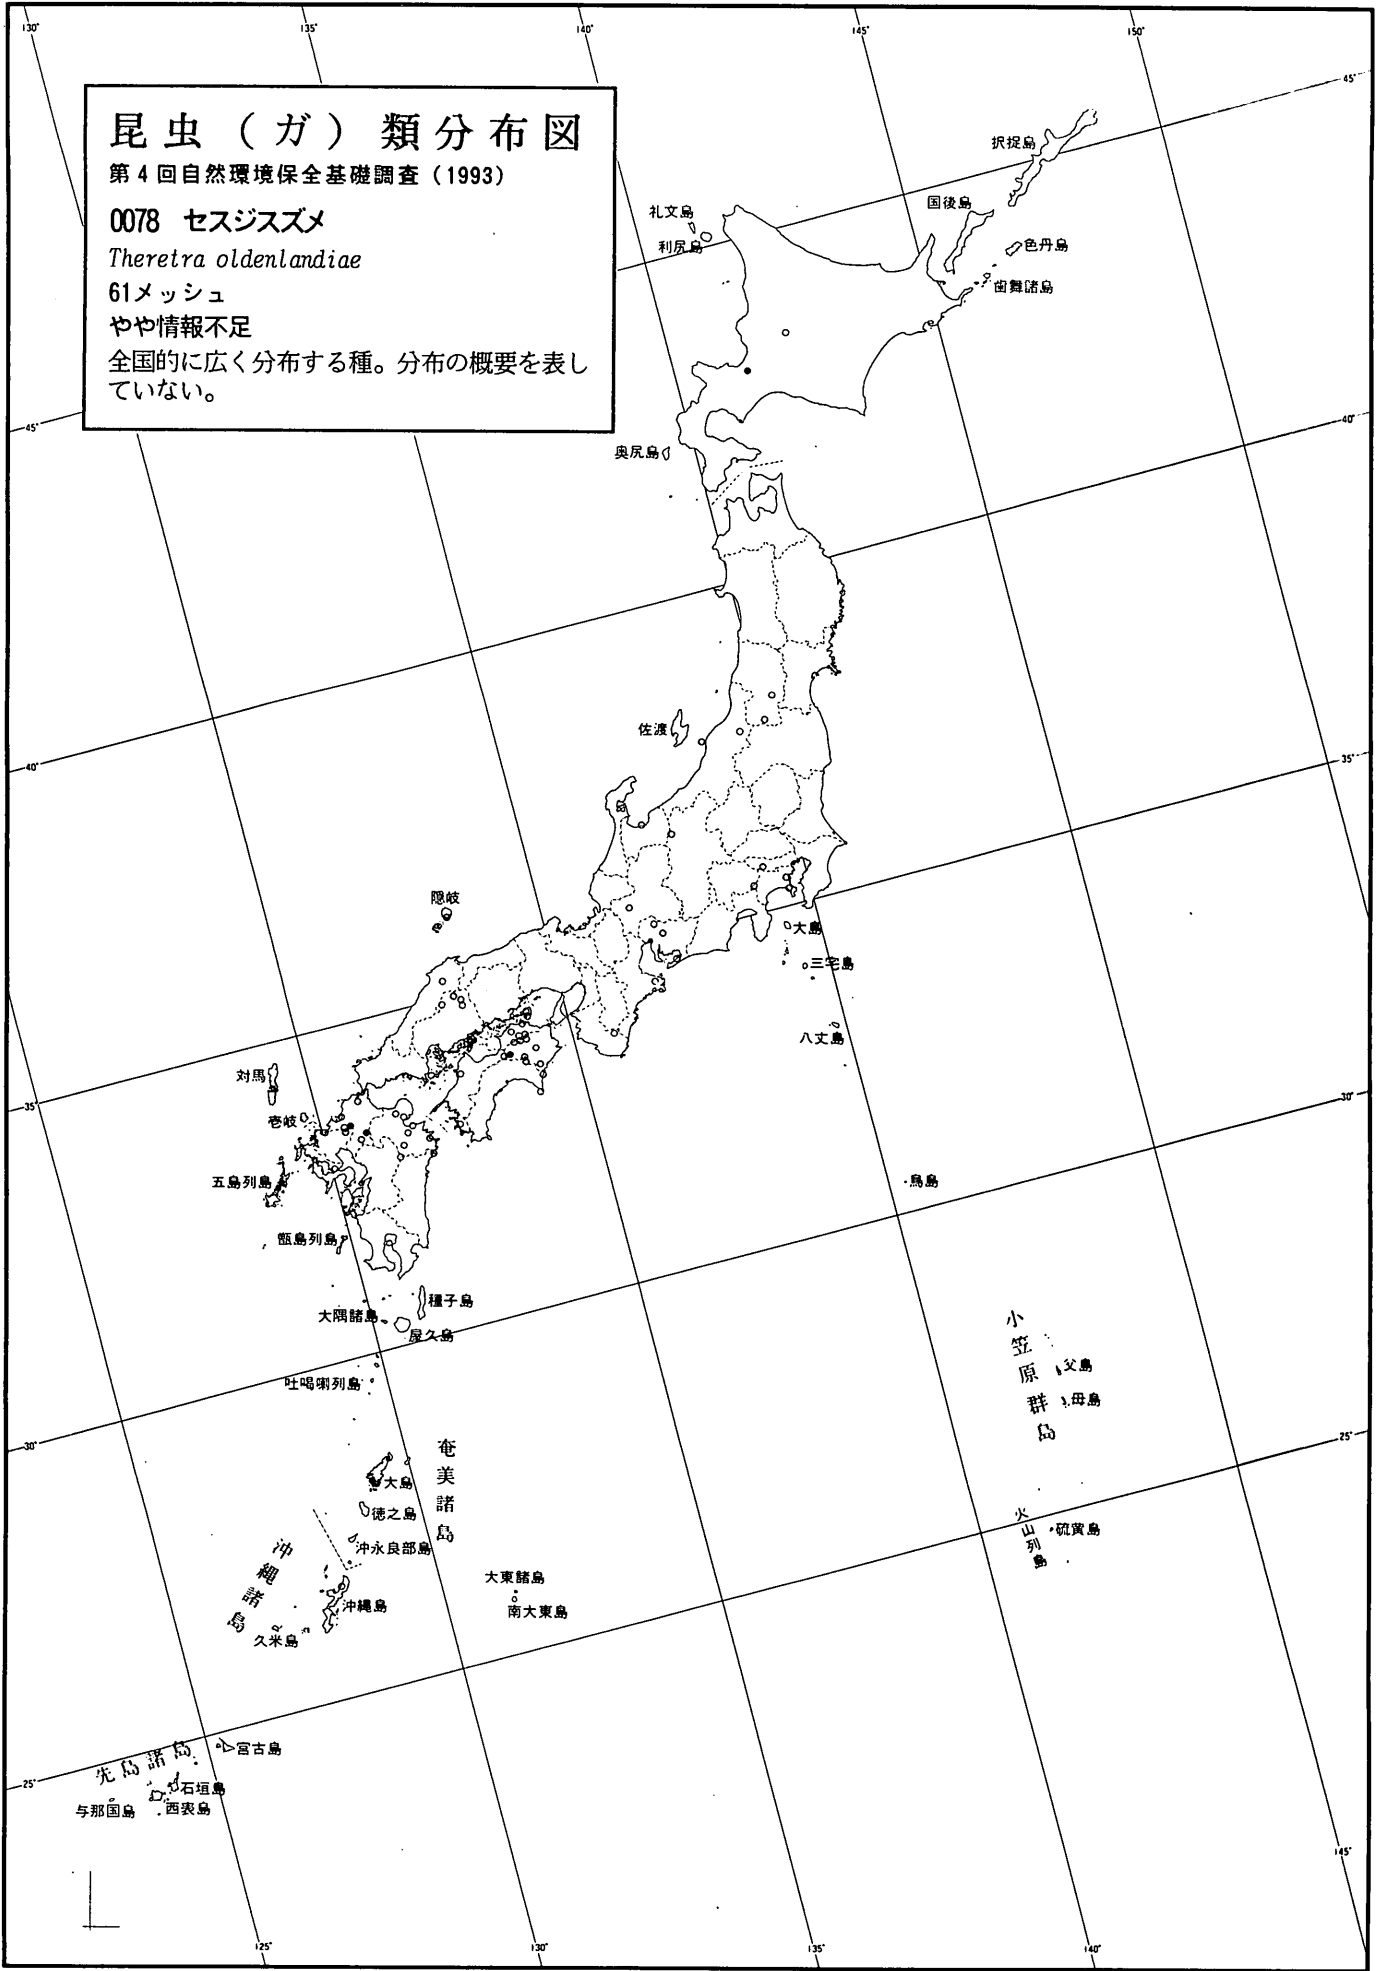 130°
135°
140°
145°
150°
昆虫（ガ）類分布図
第4回自然環境保全基礎調査（1993）
0078 セスジスズメ
Theretra oldenlandiae
61メッシュ
やや情報不足
全国的に広く分布する種。分布の概要を表し
ていない。
45°
択捉島
国後島
色丹島
歯舞諸島
礼文島
利尻島
奥尻島
45°
40°
佐渡
40°
35°
隠岐
大島
三宅島
八丈島
対馬
壱岐
35°
30°
五島列島
鳥島
甑島列島
種子島
大隅諸島
屋久島
吐喝喇列島
小笠原群島
父島
母島
30°
25°
奄美諸島
大島
徳之島
沖永良部島
火山列島
硫黄島
沖縄諸島
沖縄島
久米島
大東諸島
南大東島
先島諸島
宮古島
石垣島
西表島
与那国島
25°
145°
125°
130°
135°
140°